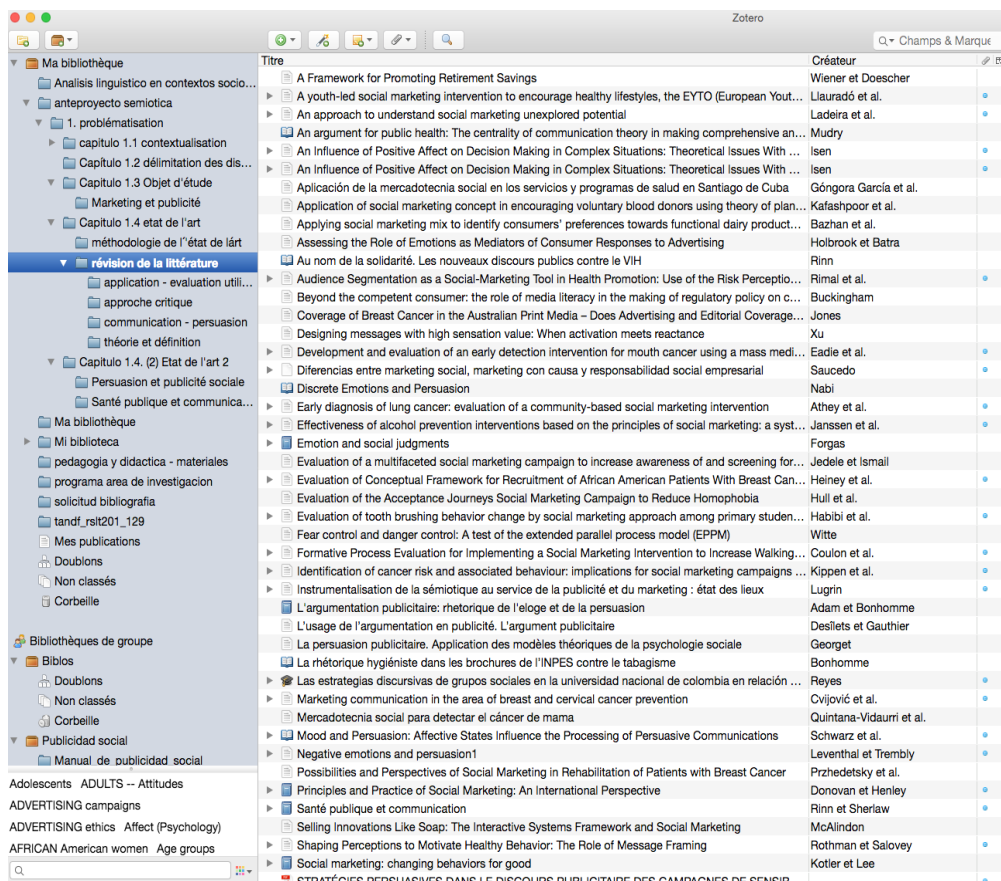 Zotero
Champs & Marque
Ma bibliothèque
Analisis linguistico en contextos socio...
anteproyecto semiotica
1. problématisation
capitulo 1.1 contextualisation
Capítulo 1.2 délimitation des dis...
Capitulo 1.3 Objet d'étude
Marketing et publicité
Capitulo 1.4 etat de l'art
méthodologie de l´'état de lárt
révision de la littérature
application - evaluation utili...
approche critique
communication - persuasion
théorie et définition
Capitulo 1.4. (2) Etat de l'art 2
Persuasion et publicité sociale
Santé publique et communica...
Ma bibliothèque
Mi biblioteca
pedagogia y didactica - materiales
programa area de investigacion
solicitud bibliografia
tandf_rslt201_129
Mes publications
Doublons
Non classés
Corbeille
Bibliothèques de groupe
Biblos
Doublons
Non classés
Corbeille
Publicidad social
Manual_de_publicidad_social
Adolescents ADULTS -- Attitudes
ADVERTISING campaigns
ADVERTISING ethics Affect (Psychology)
AFRICAN American women Age groups
Titre Créateur
A Framework for Promoting Retirement Savings Wiener et Doescher
A youth-led social marketing intervention to encourage healthy lifestyles, the EYTO (European Yout... Llauradó et al.
An approach to understand social marketing unexplored potential Ladeira et al.
An argument for public health: The centrality of communication theory in making comprehensive an... Mudry
An Influence of Positive Affect on Decision Making in Complex Situations: Theoretical Issues With ... Isen
An Influence of Positive Affect on Decision Making in Complex Situations: Theoretical Issues With ... Isen
Aplicación de la mercadotecnia social en los servicios y programas de salud en Santiago de Cuba Góngora García et al.
Application of social marketing concept in encouraging voluntary blood donors using theory of plan... Kafashpoor et al.
Applying social marketing mix to identify consumers' preferences towards functional dairy product... Bazhan et al.
Assessing the Role of Emotions as Mediators of Consumer Responses to Advertising Holbrook et Batra
Au nom de la solidarité. Les nouveaux discours publics contre le VIH Rinn
Audience Segmentation as a Social-Marketing Tool in Health Promotion: Use of the Risk Perceptio... Rimal et al.
Beyond the competent consumer: the role of media literacy in the making of regulatory policy on c... Buckingham
Coverage of Breast Cancer in the Australian Print Media – Does Advertising and Editorial Coverage... Jones
Designing messages with high sensation value: When activation meets reactance Xu
Development and evaluation of an early detection intervention for mouth cancer using a mass medi... Eadie et al.
Diferencias entre marketing social, marketing con causa y responsabilidad social empresarial Saucedo
Discrete Emotions and Persuasion Nabi
Early diagnosis of lung cancer: evaluation of a community-based social marketing intervention Athey et al.
Effectiveness of alcohol prevention interventions based on the principles of social marketing: a syst... Janssen et al.
Emotion and social judgments Forgas
Evaluation of a multifaceted social marketing campaign to increase awareness of and screening for... Jedele et Ismail
Evaluation of Conceptual Framework for Recruitment of African American Patients With Breast Can... Heiney et al.
Evaluation of the Acceptance Journeys Social Marketing Campaign to Reduce Homophobia Hull et al.
Evaluation of tooth brushing behavior change by social marketing approach among primary studen... Habibi et al.
Fear control and danger control: A test of the extended parallel process model (EPPM) Witte
Formative Process Evaluation for Implementing a Social Marketing Intervention to Increase Walking... Coulon et al.
Identification of cancer risk and associated behaviour: implications for social marketing campaigns ... Kippen et al.
Instrumentalisation de la sémiotique au service de la publicité et du marketing : état des lieux Lugrin
L'argumentation publicitaire: rhetorique de l'eloge et de la persuasion Adam et Bonhomme
L'usage de l'argumentation en publicité. L'argument publicitaire Desîlets et Gauthier
La persuasion publicitaire. Application des modèles théoriques de la psychologie sociale Georget
La rhétorique hygiéniste dans les brochures de l'INPES contre le tabagisme Bonhomme
Las estrategias discursivas de grupos sociales en la universidad nacional de colombia en relación ... Reyes
Marketing communication in the area of breast and cervical cancer prevention Cvijović et al.
Mercadotecnia social para detectar el cáncer de mama Quintana-Vidaurri et al.
Mood and Persuasion: Affective States Influence the Processing of Persuasive Communications Schwarz et al.
Negative emotions and persuasion1 Leventhal et Trembly
Possibilities and Perspectives of Social Marketing in Rehabilitation of Patients with Breast Cancer Przhedetsky et al.
Principles and Practice of Social Marketing: An International Perspective Donovan et Henley
Santé publique et communication Rinn et Sherlaw
Selling Innovations Like Soap: The Interactive Systems Framework and Social Marketing McAlindon
Shaping Perceptions to Motivate Healthy Behavior: The Role of Message Framing Rothman et Salovey
Social marketing: changing behaviors for good Kotler et Lee
STRATÉGIES PERSUASIVES DANS LE DISCOURS PUBLICITAIRE DES CAMPAGNES DE SENSIR